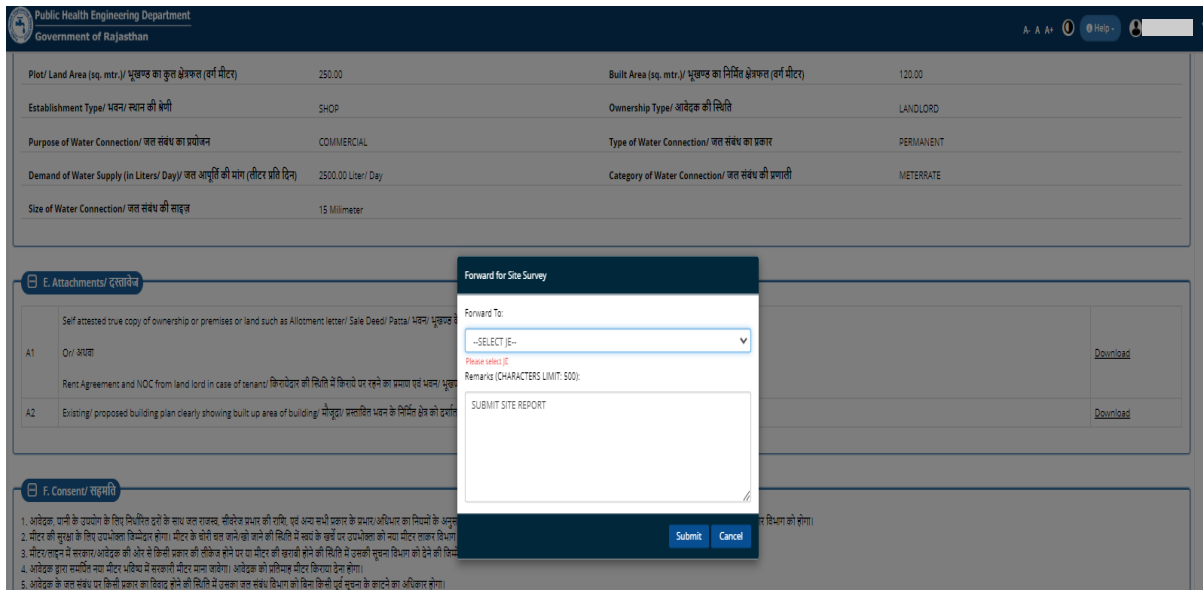 Public Health Engineering Department
Government of Rajasthan
A- A A+ Help-
Plot/ Land Area (sq. mtr.)/ भूखण्ड का कुल क्षेत्रफल (वर्ग मीटर) 250.00 Built Area (sq. mtr.)/ भूखण्ड का निर्मित क्षेत्रफल (वर्ग मीटर) 120.00
Establishment Type/ भवन/ स्थान की श्रेणी SHOP Ownership Type/ आवेदक की स्थिति LANDLORD
Purpose of Water Connection/ जल संबंध का प्रयोजन COMMERCIAL Type of Water Connection/ जल संबंध का प्रकार PERMANENT
Demand of Water Supply (in Liters/ Day)/ जल आपूर्ति की मांग (लीटर प्रति दिन) 2500.00 Liter/ Day Category of Water Connection/ जल संबंध की प्रणाली METERRATE
Size of Water Connection/ जल संबंध की साइज़ 15 Milimeter
E. Attachments/ दस्तावेज
Self attested true copy of ownership or premises or land such as Allotment letter/ Sale Deed/ Patta/ भवन/ भूखण्ड के
A1 Or/ अथवा Download
Rent Agreement and NOC from land lord in case of tenant/ किरायेदार की स्थिति में किराये पर रहने का प्रमाण एवं भवन/
A2 Existing/ proposed building plan clearly showing built up area of building/ मौजूदा/ प्रस्तावित भवन के निर्मित क्षेत्र को Download
Forward for Site Survey
Forward To:
--SELECT JE--
Please select JE
Remarks (CHARACTERS LIMIT: 500):
SUBMIT SITE REPORT
Submit Cancel
F. Consent/ सहमति
1. आवेदक, पानी के उपयोग के लिए निर्धारित दरों के साथ जल राजस्व, सीवरेज प्रभार की राशि, एवं अन्य सभी प्रकार के प्रभार/अधिभार का नियमों के विभाग को होगा।
2. मीटर की सुरक्षा के लिए उपभोक्ता जिम्मेदार होगा। मीटर के चोरी चल जाने/खो जाने की स्थिति में स्वयं के खर्चे पर उपभोक्ता को नया मीटर लाकर विभाग
3. मीटर/लाइन में सरकार/आवेदक की ओर से किसी प्रकार की लीकेज होने पर या मीटर की खराबी होने की स्थिति में उसकी सूचना विभाग को देने की
4. आवेदक द्वारा समर्पित नया मीटर भविष्य में सरकारी मीटर माना जावेगा। आवेदक को प्रतिमाह मीटर किराया देना होगा।
5. आवेदक के जल संबंध पर किसी प्रकार का विवाद होने की स्थिति में उसका जल संबंध विभाग को बिना किसी पूर्व सूचना के काटने का अधिकार होगा।